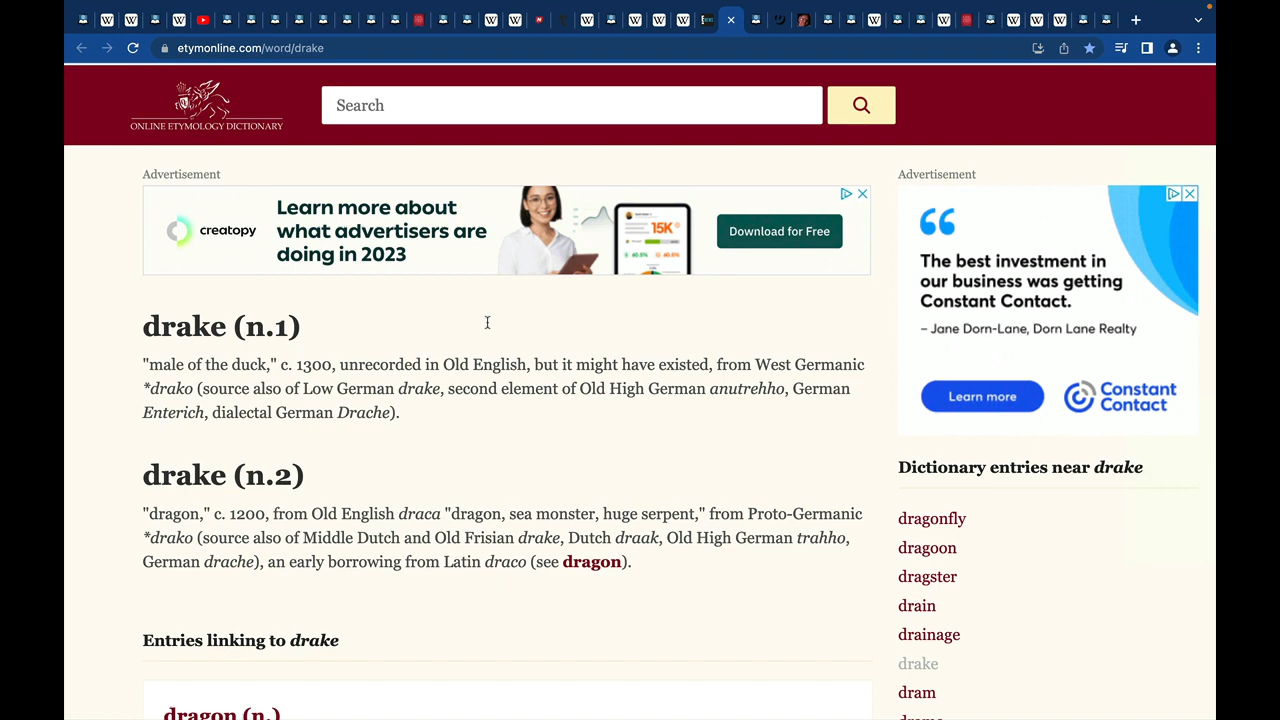 etymonline.com/word/drake
ONLINE ETYMOLOGY DICTIONARY
Search
Advertisement
creatopy
Learn more about
what advertisers are
doing in 2023
15K
Download for Free
drake (n.1)
"male of the duck," c. 1300, unrecorded in Old English, but it might have existed, from West Germanic
*drako (source also of Low German drake, second element of Old High German anutrehho, German
Enterich, dialectal German Drache).
drake (n.2)
"dragon," c. 1200, from Old English draca "dragon, sea monster, huge serpent," from Proto-Germanic
*drako (source also of Middle Dutch and Old Frisian drake, Dutch draak, Old High German trahho,
German drache), an early borrowing from Latin draco (see dragon).
Entries linking to drake
dragon (n.)
Advertisement
The best investment in
our business was getting
Constant Contact.
– Jane Dorn-Lane, Dorn Lane Realty
Learn more
Constant
Contact
Dictionary entries near drake
dragonfly
dragoon
dragster
drain
drainage
drake
dram